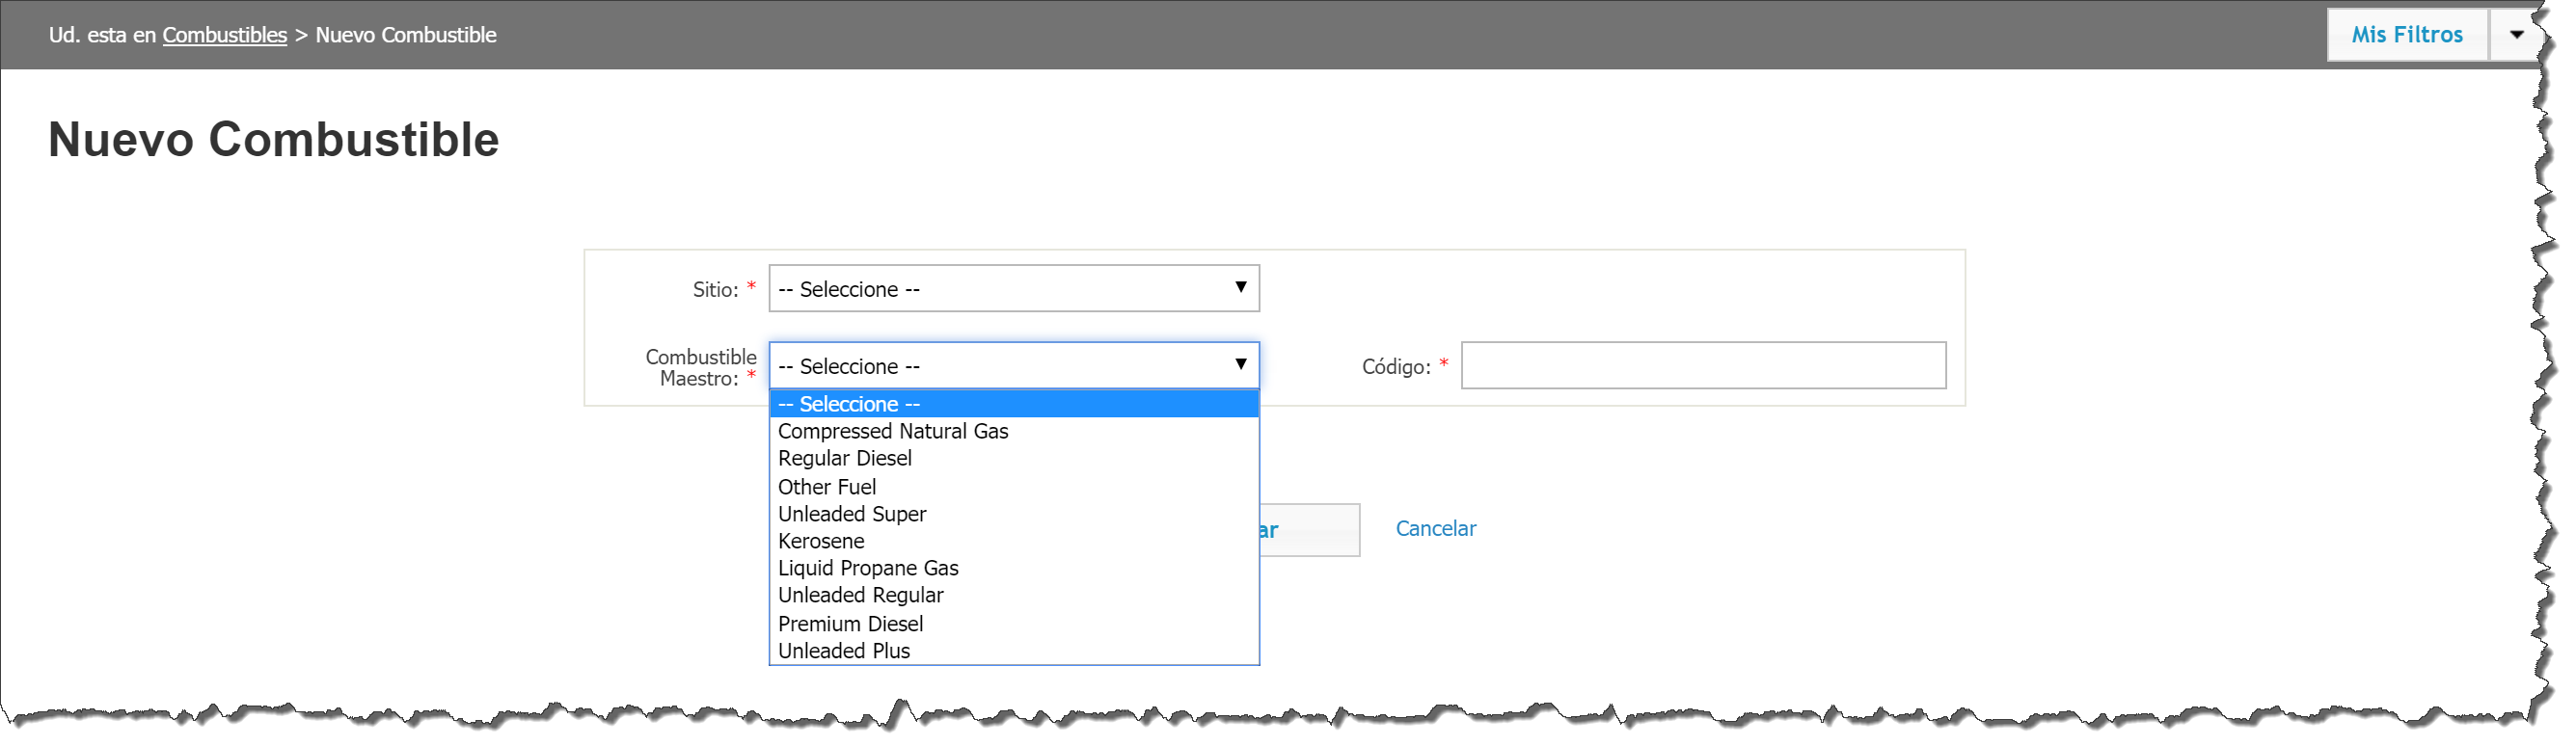 Ud. esta en Combustibles > Nuevo Combustible
Mis Filtros
Nuevo Combustible
Sitio: * -- Seleccione --
Combustible
Maestro: * -- Seleccione --
Código: *
-- Seleccione --
Compressed Natural Gas
Regular Diesel
Other Fuel
Unleaded Super
Kerosene
Liquid Propane Gas
Unleaded Regular
Premium Diesel
Unleaded Plus
ar
Cancelar